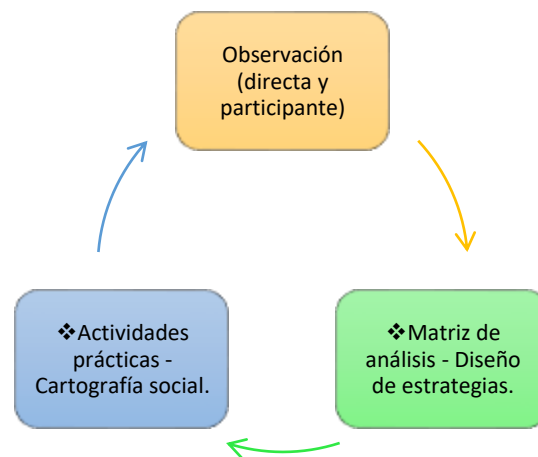 Observación
(directa y
participante)
❖Actividades
prácticas -
Cartografía social.
❖Matriz de
análisis - Diseño
de estrategias.